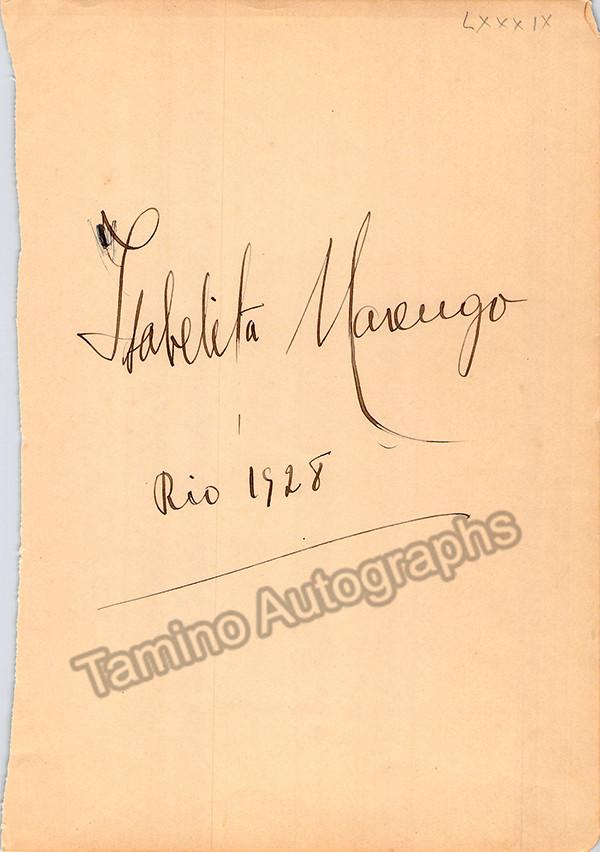 LXXXIX
Isabelita Marengo
Rio 1928
Tamino Autographs